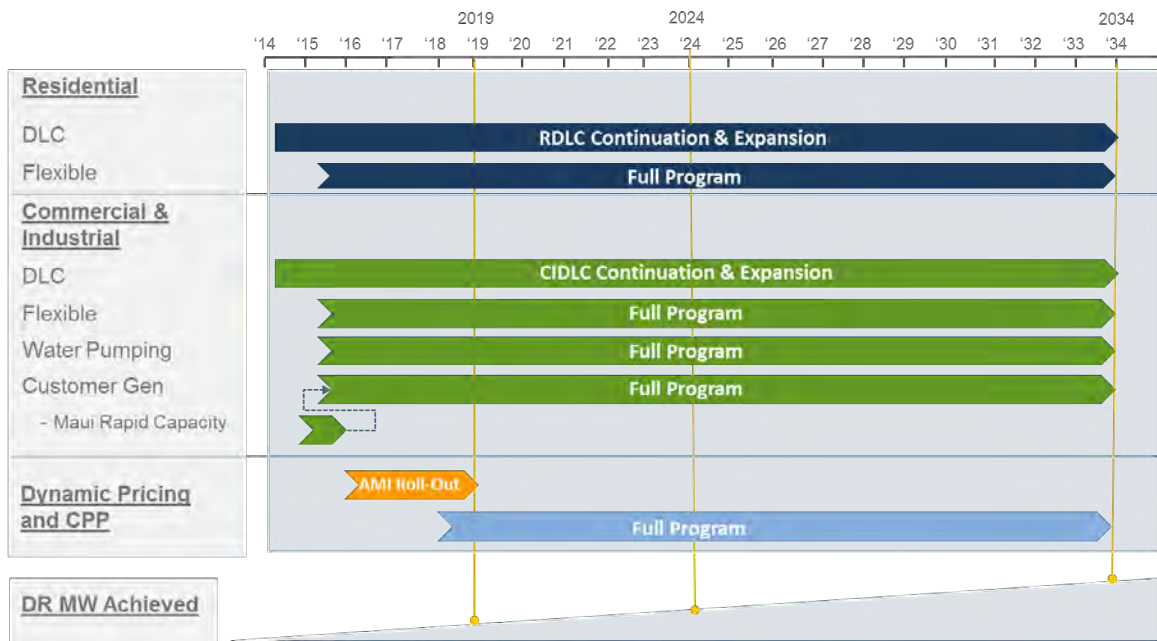 2019 2024 2034
‘14 ‘15 ‘16 ‘17 ‘18 ‘19 ‘20 ‘21 ‘22 ‘23 ‘24 ‘25 ‘26 ‘27 ‘28 ‘29 ‘30 ‘31 ‘32 ‘33 ‘34
Residential
DLC RDLC Continuation & Expansion
Flexible Full Program
Commercial &
Industrial
DLC CIDLC Continuation & Expansion
Flexible Full Program
Water Pumping Full Program
Customer Gen Full Program
- Maui Rapid Capacity
AMI Roll-Out
Dynamic Pricing
and CPP
Full Program
DR MW Achieved